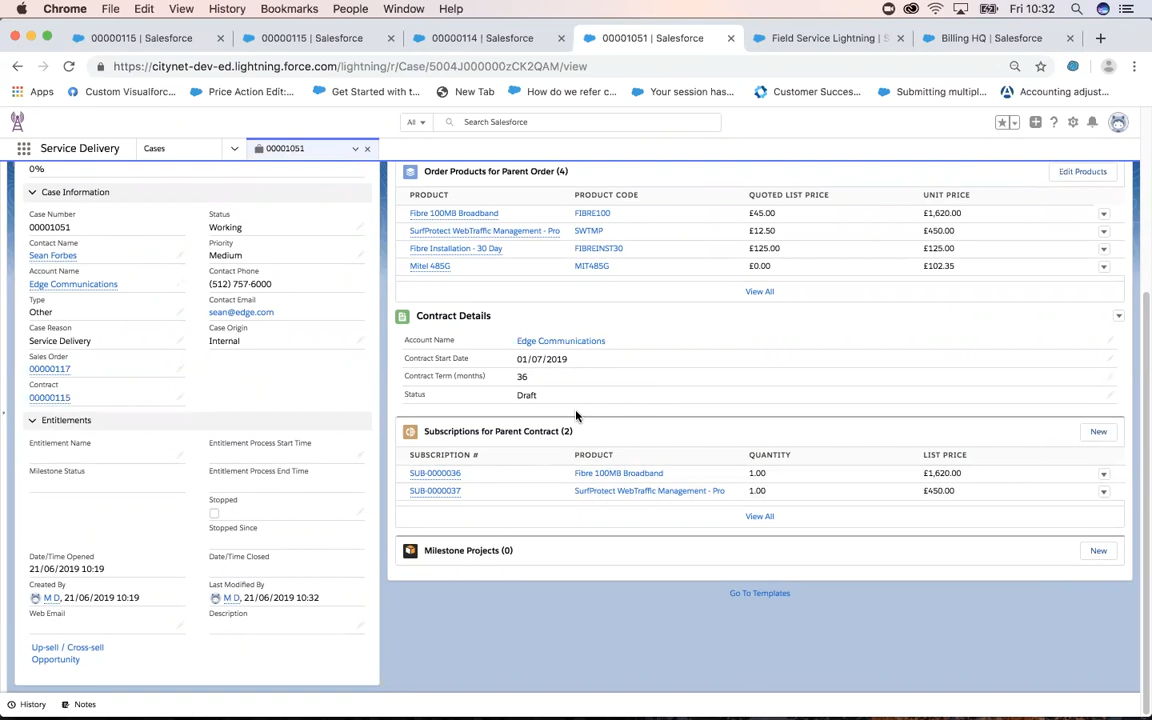 Chrome File Edit View History Bookmarks People Window Help Fri 10:32
00000115 | Salesforce 00000115 | Salesforce 00000114 | Salesforce 00001051 | Salesforce Field Service Lightning | S Billing HQ | Salesforce
https://citynet-dev-ed.lightning.force.com/lightning/r/Case/5004J000000zCK2QAM/view
Apps Custom Visualforc... Price Action Edit:... Get Started with t... New Tab How do we refer c... Your session has... Customer Succes... Submitting multipl... Accounting adjust...
All Search Salesforce
Service Delivery Cases 00001051
0%
Case Information
Case Number Status
00001051 Working
Contact Name Priority
Sean Forbes Medium
Account Name Contact Phone
Edge Communications (512) 757-6000
Type Contact Email
Other sean@edge.com
Case Reason Case Origin
Service Delivery Internal
Sales Order
00000117
Contract
00000115
Entitlements
Entitlement Name Entitlement Process Start Time
Milestone Status Entitlement Process End Time
Stopped
Stopped Since
Date/Time Opened Date/Time Closed
21/06/2019 10:19
Created By Last Modified By
M D, 21/06/2019 10:19 M D, 21/06/2019 10:32
Web Email Description
Up-sell / Cross-sell
Opportunity
Order Products for Parent Order (4) Edit Products
PRODUCT PRODUCT CODE QUOTED LIST PRICE UNIT PRICE
Fibre 100MB Broadband FIBRE100 £45.00 £1,620.00
SurfProtect WebTraffic Management - Pro SWTMP £12.50 £450.00
Fibre Installation - 30 Day FIBREINST30 £125.00 £125.00
Mitel 485G MIT485G £0.00 £102.35
View All
Contract Details
Account Name Edge Communications
Contract Start Date 01/07/2019
Contract Term (months) 36
Status Draft
Subscriptions for Parent Contract (2) New
SUBSCRIPTION # PRODUCT QUANTITY LIST PRICE
SUB-0000036 Fibre 100MB Broadband 1.00 £1,620.00
SUB-0000037 SurfProtect WebTraffic Management - Pro 1.00 £450.00
View All
Milestone Projects (0) New
Go To Templates
History Notes